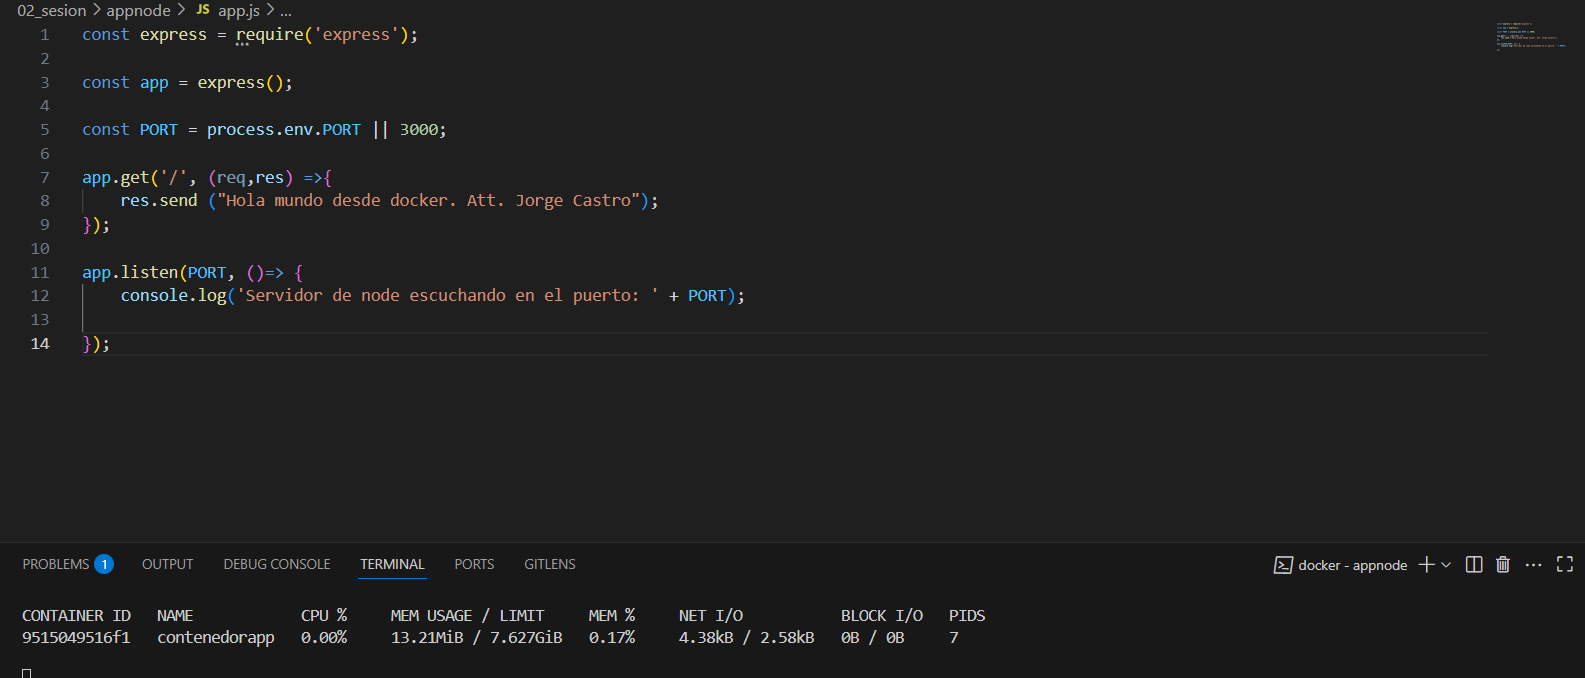 02_sesion > appnode > JS app.js > ...
1 const express = require('express');
2
3 const app = express();
4
5 const PORT = process.env.PORT || 3000;
6
7 app.get('/', (req,res) =>{
8 res.send ("Hola mundo desde docker. Att. Jorge Castro");
9 });
10
11 app.listen(PORT, ()=> {
12 console.log('Servidor de node escuchando en el puerto: ' + PORT);
13
14 });
PROBLEMS 1 OUTPUT DEBUG CONSOLE TERMINAL PORTS GITLENS docker - appnode
CONTAINER ID NAME CPU % MEM USAGE / LIMIT MEM % NET I/O BLOCK I/O PIDS
9515049516f1 contenedorapp 0.00% 13.21MiB / 7.627GiB 0.17% 4.38kB / 2.58kB 0B / 0B 7